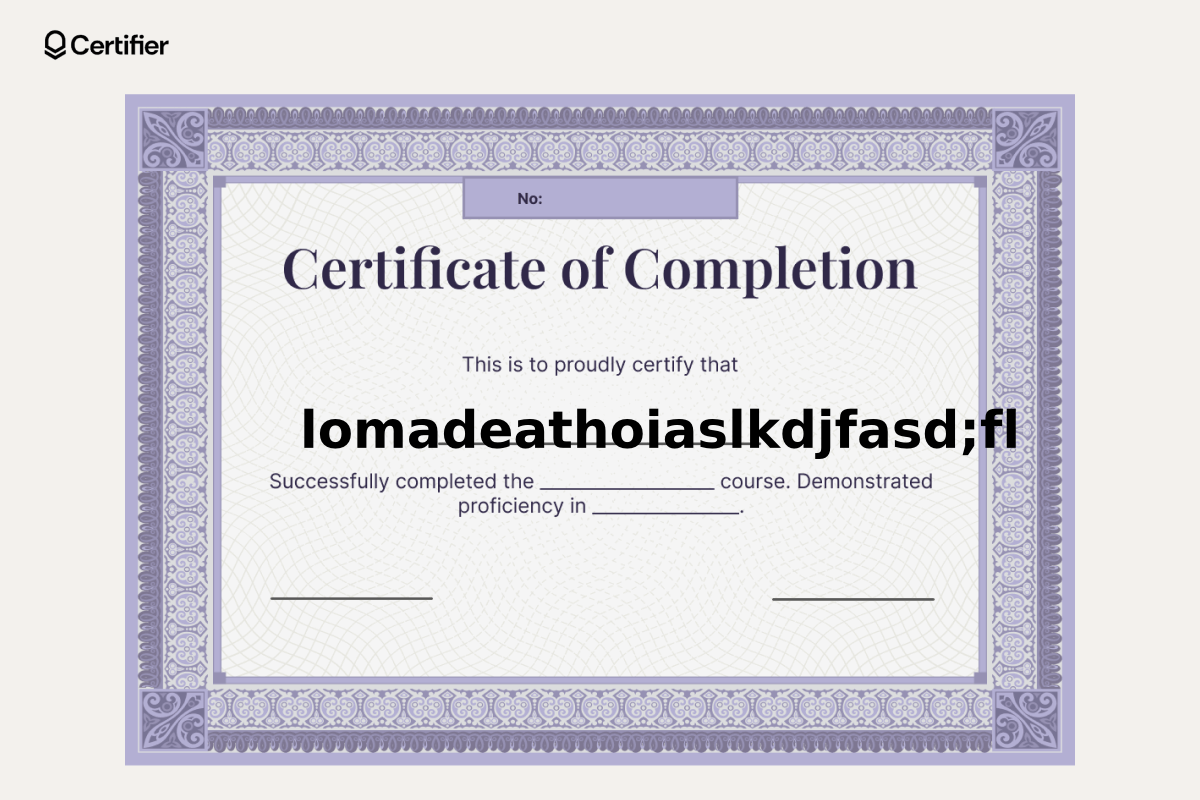 Certifier
No:
Certificate of Completion
This is to proudly certify that
lomadeathoiaslkdjfasd;fl
Successfully completed the ________________ course. Demonstrated
proficiency in ______________.